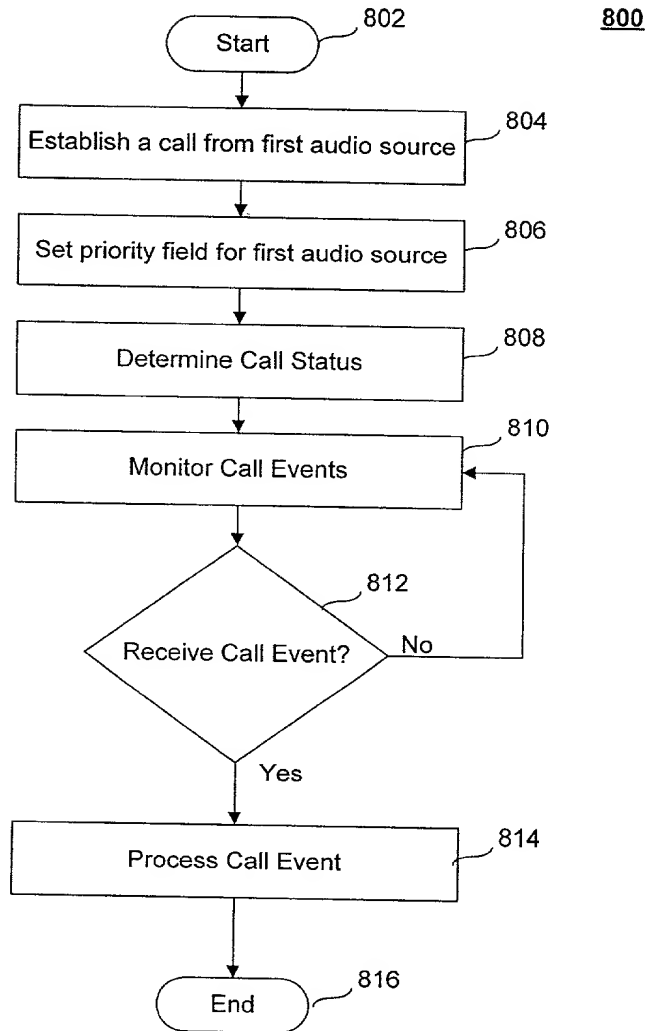 800
802
Start
804
Establish a call from first audio source
806
Set priority field for first audio source
808
Determine Call Status
810
Monitor Call Events
812
Receive Call Event?
No
Yes
814
Process Call Event
816
End